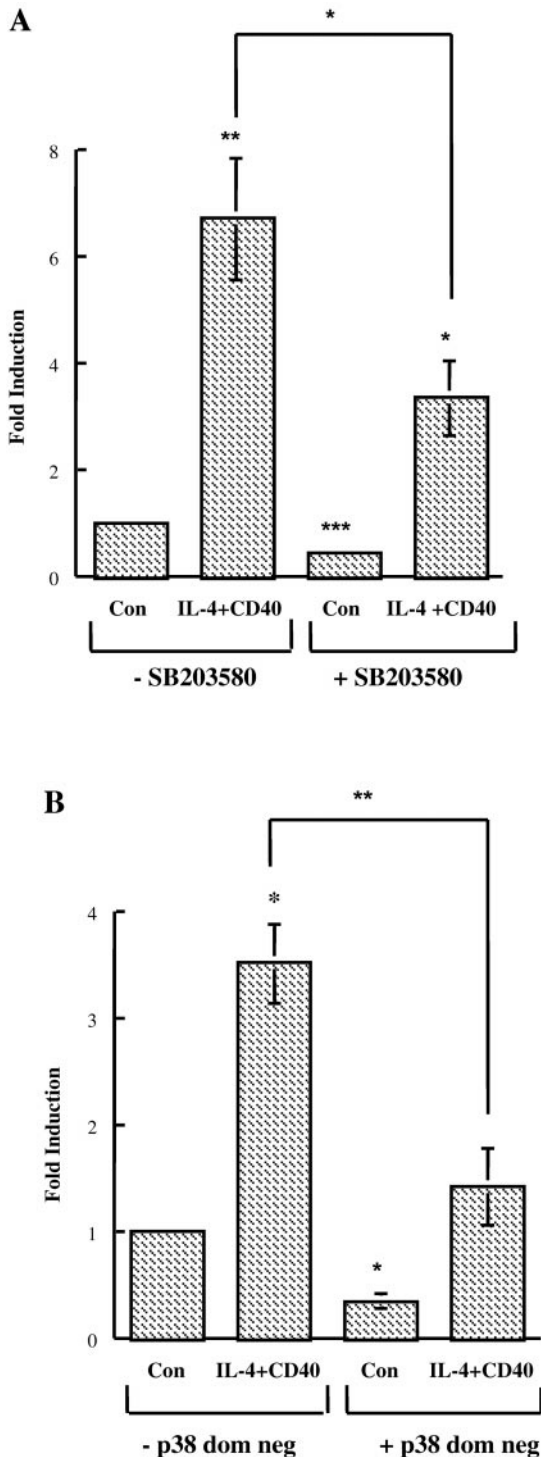 A
*
**
*
***
8
6
4
2
0
Fold Induction
Con IL-4+CD40 Con IL-4 +CD40
- SB203580 + SB203580
B
**
*
*
4
3
2
1
0
Fold Induction
Con IL-4+CD40 Con IL-4+CD40
- p38 dom neg + p38 dom neg